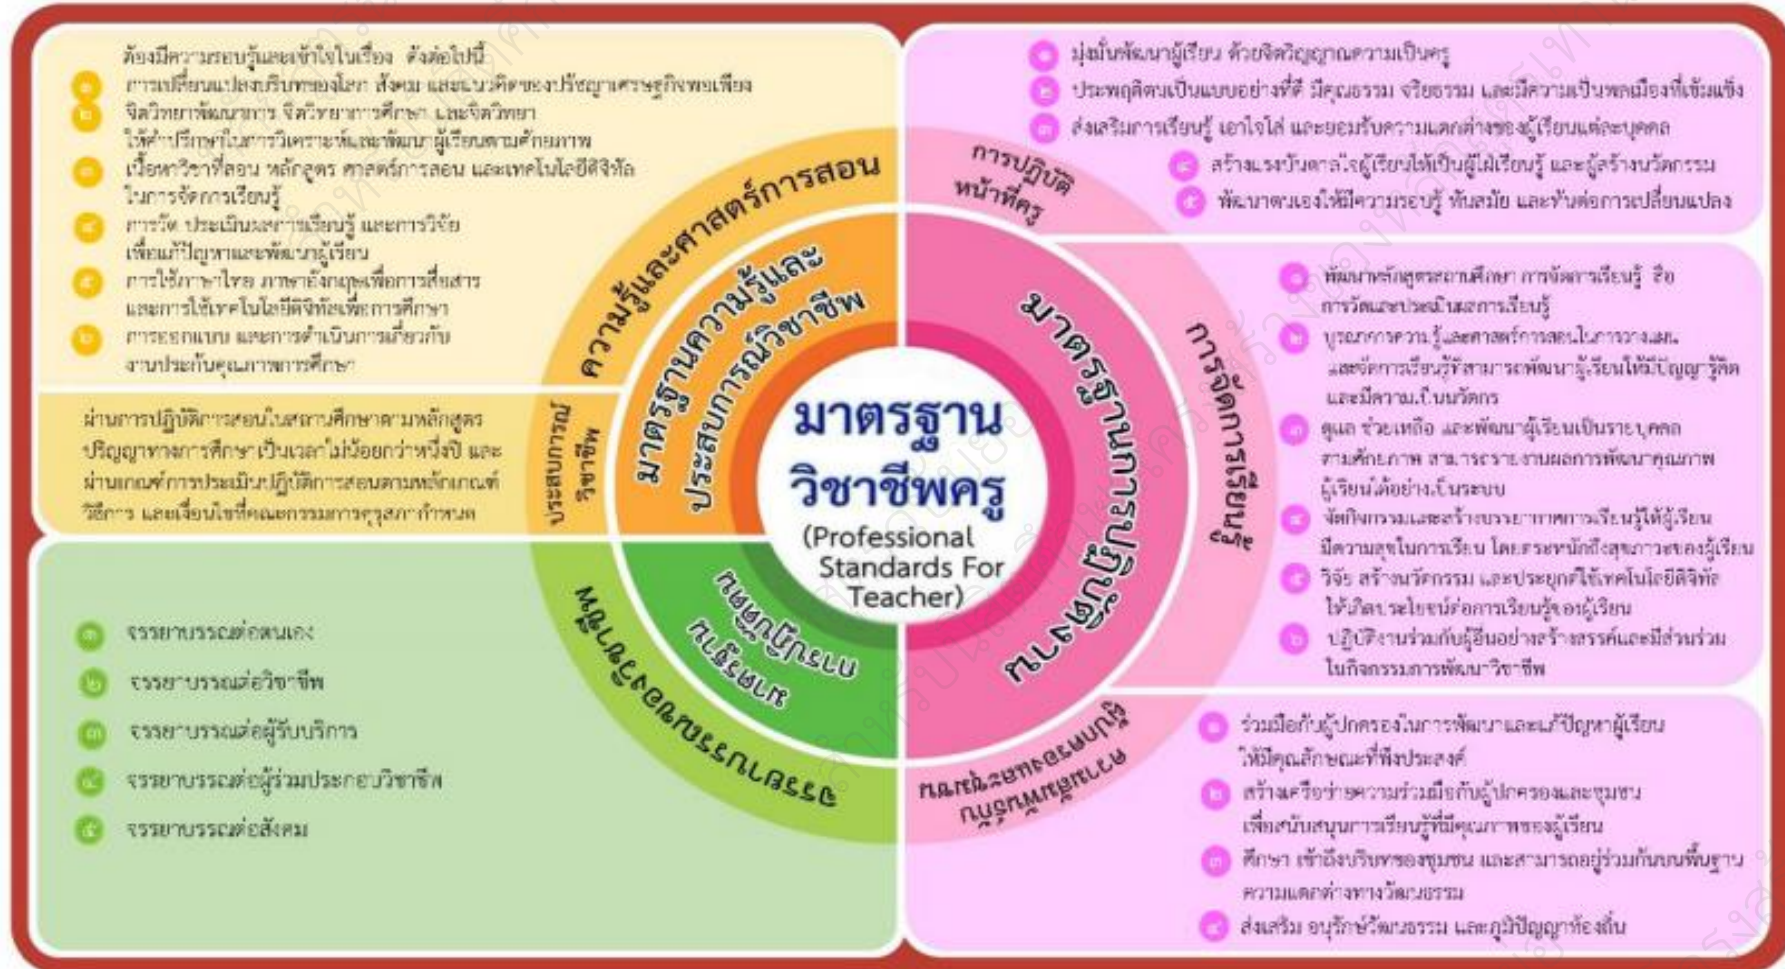 ต้องมีความรอบรู้และเข้าใจในเรื่อง ดังต่อไปนี้
๑ การเปลี่ยนแปลงบริบทของโลก สังคม และแนวคิดของปรัชญาเศรษฐกิจพอเพียง
๒ จิตวิทยาพัฒนาการ จิตวิทยาการศึกษา และจิตวิทยา
ให้คำปรึกษาในการวิเคราะห์และพัฒนาผู้เรียนตามศักยภาพ
๓ เนื้อหาวิชาที่สอน หลักสูตร ศาสตร์การสอน และเทคโนโลยีดิจิทัล
ในการจัดการเรียนรู้
๔ การวัด ประเมินผลการเรียนรู้ และการวิจัย
เพื่อแก้ปัญหาและพัฒนาผู้เรียน
๕ การใช้ภาษาไทย ภาษาอังกฤษเพื่อการสื่อสาร
และการใช้เทคโนโลยีดิจิทัลเพื่อการศึกษา
๖ การออกแบบ และการดำเนินการเกี่ยวกับ
งานประกันคุณภาพการศึกษา
ความรู้และศาสตร์การสอน
ผ่านการปฏิบัติการสอนในสถานศึกษาตามหลักสูตร
ปริญญาทางการศึกษาเป็นเวลาไม่น้อยกว่าหนึ่งปี และ
ผ่านเกณฑ์การประเมินปฏิบัติการสอนตามหลักเกณฑ์
วิธีการ และเงื่อนไขที่คณะกรรมการคุรุสภากำหนด
ประสบการณ์
วิชาชีพ
มาตรฐานความรู้และ
ประสบการณ์วิชาชีพ
มาตรฐาน
วิชาชีพครู
(Professional
Standards For
Teacher)
มาตรฐานการปฏิบัติงาน
มาตรฐาน
การปฏิบัติตน
จรรยาบรรณของวิชาชีพ
๑ จรรยาบรรณต่อตนเอง
๒ จรรยาบรรณต่อวิชาชีพ
๓ จรรยาบรรณต่อผู้รับบริการ
๔ จรรยาบรรณต่อผู้ร่วมประกอบวิชาชีพ
๕ จรรยาบรรณต่อสังคม
การปฏิบัติ
หน้าที่ครู
๑ มุ่งมั่นพัฒนาผู้เรียน ด้วยจิตวิญญาณความเป็นครู
๒ ประพฤติตนเป็นแบบอย่างที่ดี มีคุณธรรม จริยธรรม และมีความเป็นพลเมืองที่เข้มแข็ง
๓ ส่งเสริมการเรียนรู้ เอาใจใส่ และยอมรับความแตกต่างของผู้เรียนแต่ละบุคคล
๔ สร้างแรงบันดาลใจผู้เรียนให้เป็นผู้ใฝ่เรียนรู้ และผู้สร้างนวัตกรรม
๕ พัฒนาตนเองให้มีความรอบรู้ ทันสมัย และทันต่อการเปลี่ยนแปลง
การจัดการเรียนรู้
๑ พัฒนาหลักสูตรสถานศึกษา การจัดการเรียนรู้ สื่อ
การวัดและประเมินผลการเรียนรู้
๒ บูรณาการความรู้และศาสตร์การสอนในการวางแผน
และจัดการเรียนรู้ที่สามารถพัฒนาผู้เรียนให้มีปัญญารู้คิด
และมีความเป็นนวัตกร
๓ ดูแล ช่วยเหลือ และพัฒนาผู้เรียนเป็นรายบุคคล
ตามศักยภาพ สามารถรายงานผลการพัฒนาคุณภาพ
ผู้เรียนได้อย่างเป็นระบบ
๔ จัดกิจกรรมและสร้างบรรยากาศการเรียนรู้ให้ผู้เรียน
มีความสุขในการเรียน โดยตระหนักถึงสุขภาวะของผู้เรียน
๕ วิจัย สร้างนวัตกรรม และประยุกต์ใช้เทคโนโลยีดิจิทัล
ให้เกิดประโยชน์ต่อการเรียนรู้ของผู้เรียน
๖ ปฏิบัติงานร่วมกับผู้อื่นอย่างสร้างสรรค์และมีส่วนร่วม
ในกิจกรรมการพัฒนาวิชาชีพ
ความสัมพันธ์กับ
ผู้ปกครองและชุมชน
๑ ร่วมมือกับผู้ปกครองในการพัฒนาและแก้ปัญหาผู้เรียน
ให้มีคุณลักษณะที่พึงประสงค์
๒ สร้างเครือข่ายความร่วมมือกับผู้ปกครองและชุมชน
เพื่อสนับสนุนการเรียนรู้ที่มีคุณภาพของผู้เรียน
๓ ศึกษา เข้าถึงบริบทของชุมชน และสามารถอยู่ร่วมกันบนพื้นฐาน
ความแตกต่างทางวัฒนธรรม
๔ ส่งเสริม อนุรักษ์วัฒนธรรม และภูมิปัญญาท้องถิ่น